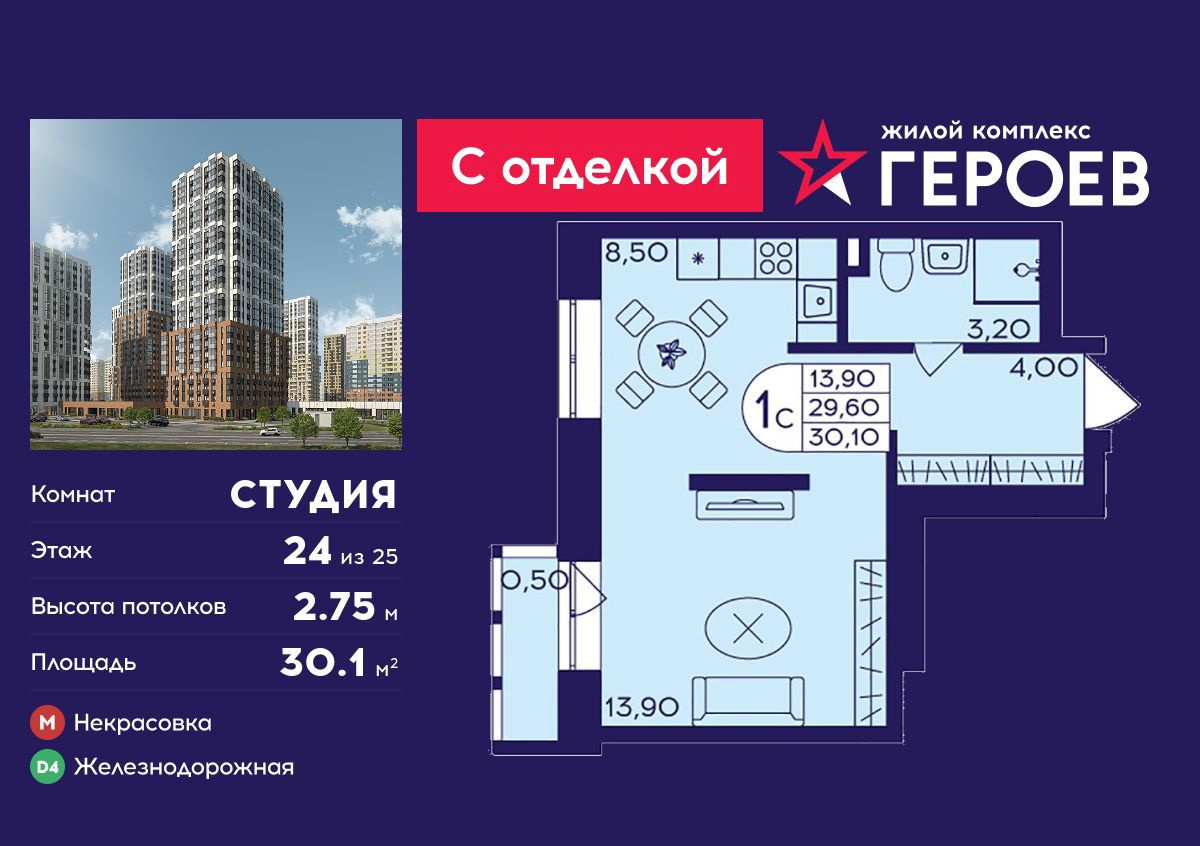 С отделкой
ЖИЛОЙ КОМПЛЕКС
ГЕРОЕВ
8,50
3,20
4,00
1с
13,90
29,60
30,10
0,50
13,90
Комнат СТУДИЯ
Этаж 24 из 25
Высота потолков 2.75 м
Площадь 30.1 м²
М Некрасовка
D4 Железнодорожная